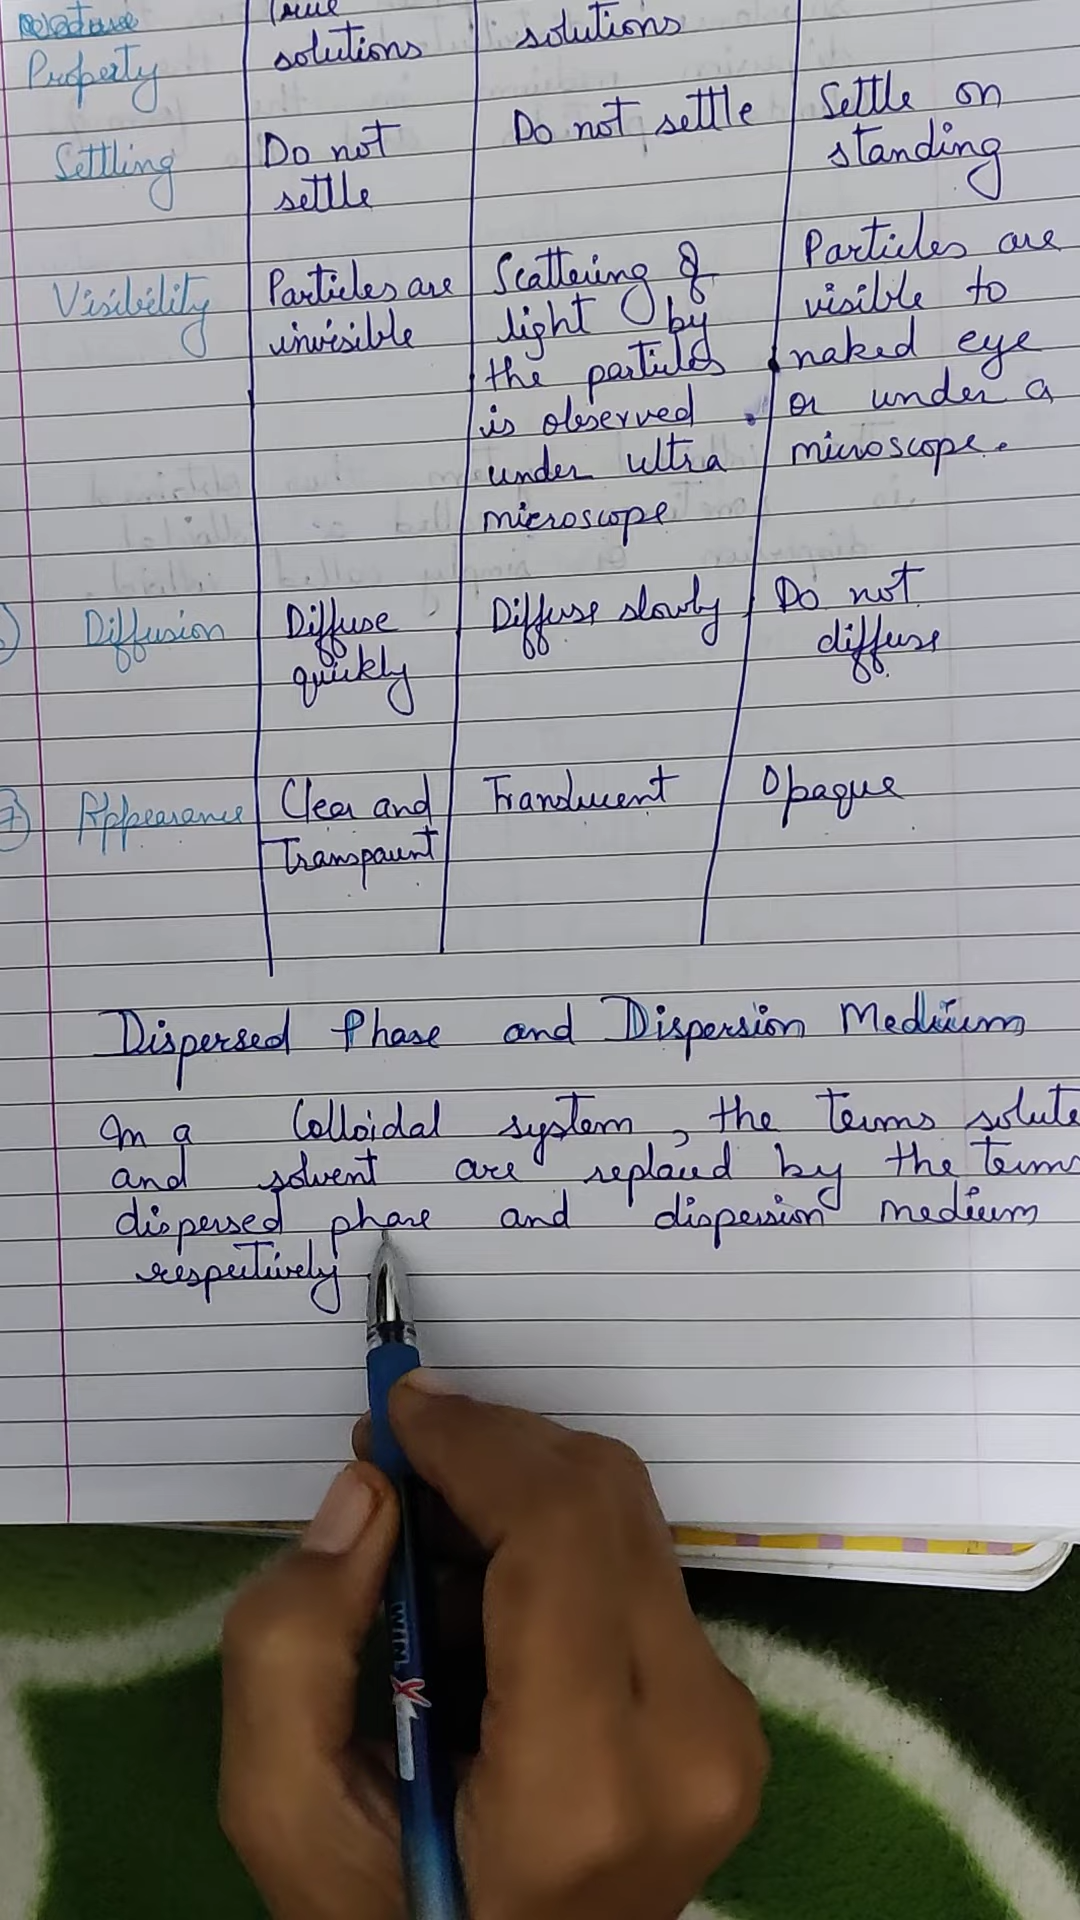 Property
True
solutions
solutions
Settling
Do not
settle
Do not settle
Settle on
standing
Visibility
Particles are
invisible
Scattering of
light by
the particles
is observed
under ultra
microscope
Particles are
visible to
naked eye
or under a
microscope.
Diffusion
Diffuse
quickly
Diffuse slowly
Do not
diffuse
7) Appearance
Clear and
Transparent
Translucent
Opaque
Dispersed Phase and Dispersion Medium
In a Colloidal system, the terms solute
and solvent are replaced by the terms
dispersed phase and dispersion medium
respectively